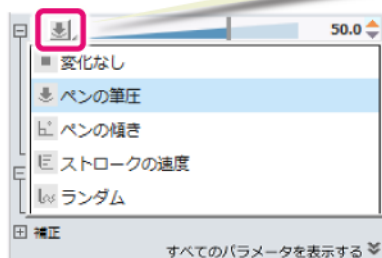 50.0
変化なし
ペンの筆圧
ペンの傾き
ストロークの速度
ランダム
補正
すべてのパラメータを表示する